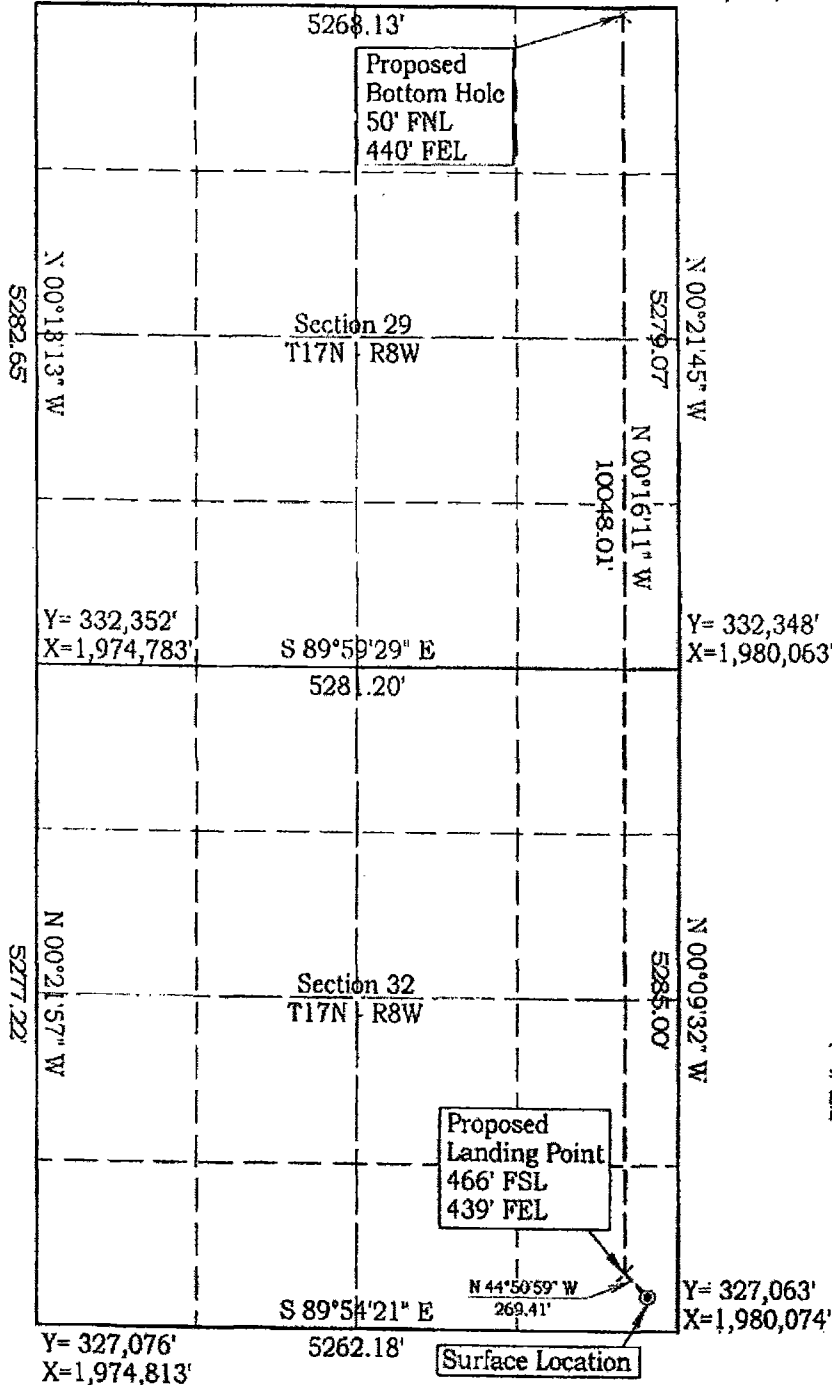 5268.13'
Proposed
Bottom Hole
50' FNL
440' FEL
N 00°18'13" W
5282.65
Section 29
T17N - R8W
N 00°21'45" W
5279.07
N 00°16'11" W
10048.01'
Y= 332,352'
X=1,974,783'
S 89°59'29" E
5281.20'
Y= 332,348'
X=1,980,063'
N 00°21'57" W
5277.22'
Section 32
T17N - R8W
N 00°09'32" W
5285.00'
Proposed
Landing Point
466' FSL
439' FEL
N 44°50'59" W
269.41'
S 89°54'21" E
5262.18'
Y= 327,063'
X=1,980,074'
Y= 327,076'
X=1,974,813'
Surface Location